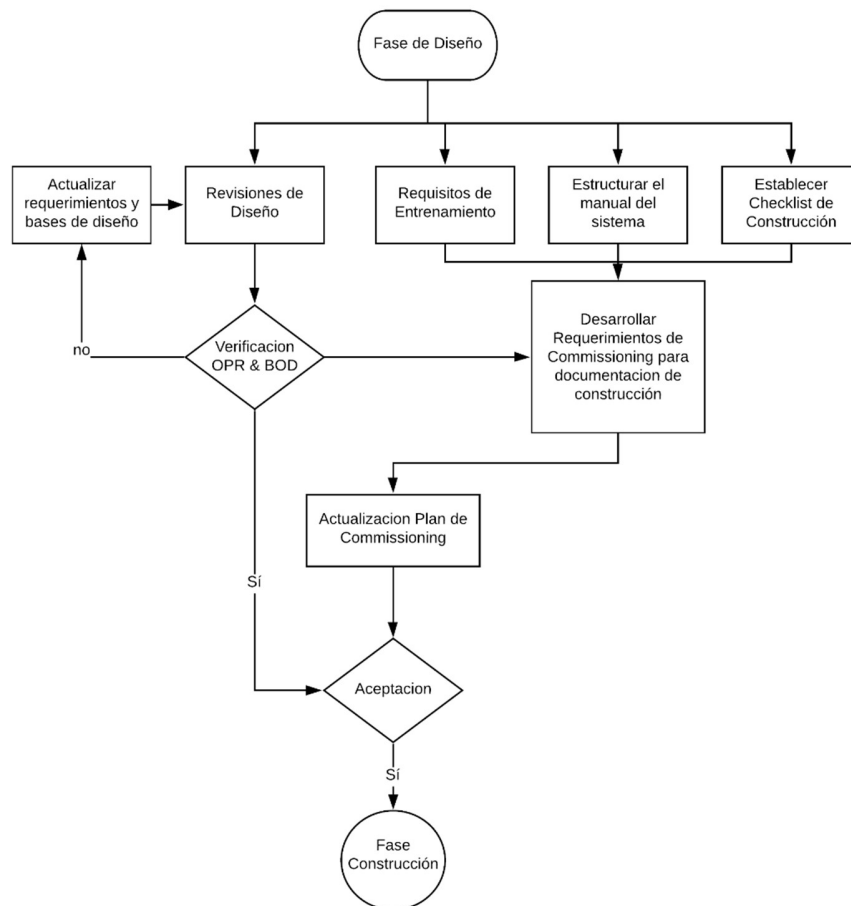 Fase de Diseño
Actualizar
requerimientos y
bases de diseño
Revisiones de
Diseño
Requisitos de
Entrenamiento
Estructurar el
manual del
sistema
Establecer
Checklist de
Construcción
no
Verificacion
OPR & BOD
Desarrollar
Requerimientos de
Commissioning para
documentacion de
construcción
Actualizacion Plan de
Commissioning
Sí
Aceptacion
Sí
Fase
Construcción